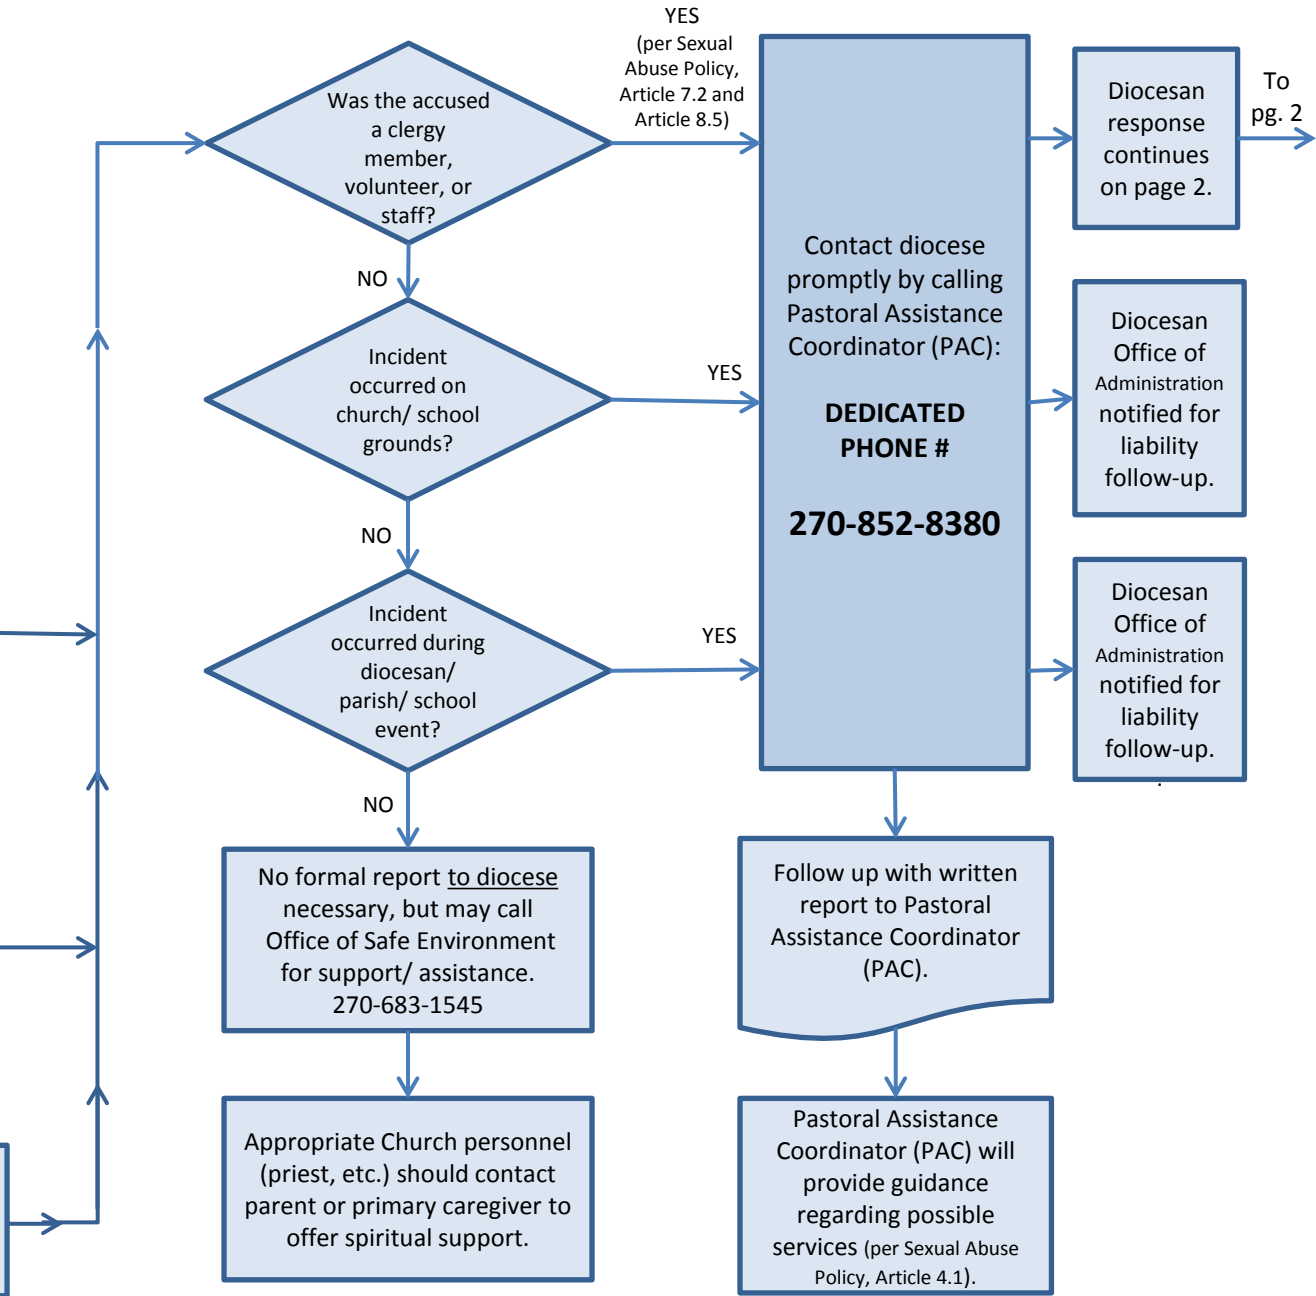 YES
(per Sexual
Abuse Policy,
Article 7.2 and
Article 8.5)
Was the accused
a clergy
member,
volunteer, or
staff?
NO
Incident
occurred on
church/ school
grounds?
YES
NO
Incident
occurred during
diocesan/
parish/ school
event?
YES
NO
No formal report to diocese
necessary, but may call
Office of Safe Environment
for support/ assistance.
270-683-1545
Appropriate Church personnel
(priest, etc.) should contact
parent or primary caregiver to
offer spiritual support.
Contact diocese
promptly by calling
Pastoral Assistance
Coordinator (PAC):
DEDICATED
PHONE #
270-852-8380
Follow up with written
report to Pastoral
Assistance Coordinator
(PAC).
Pastoral Assistance
Coordinator (PAC) will
provide guidance
regarding possible
services (per Sexual Abuse
Policy, Article 4.1).
Diocesan
response
continues
on page 2.
To
pg. 2
Diocesan
Office of
Administration
notified for
liability
follow-up.
Diocesan
Office of
Administration
notified for
liability
follow-up.
.